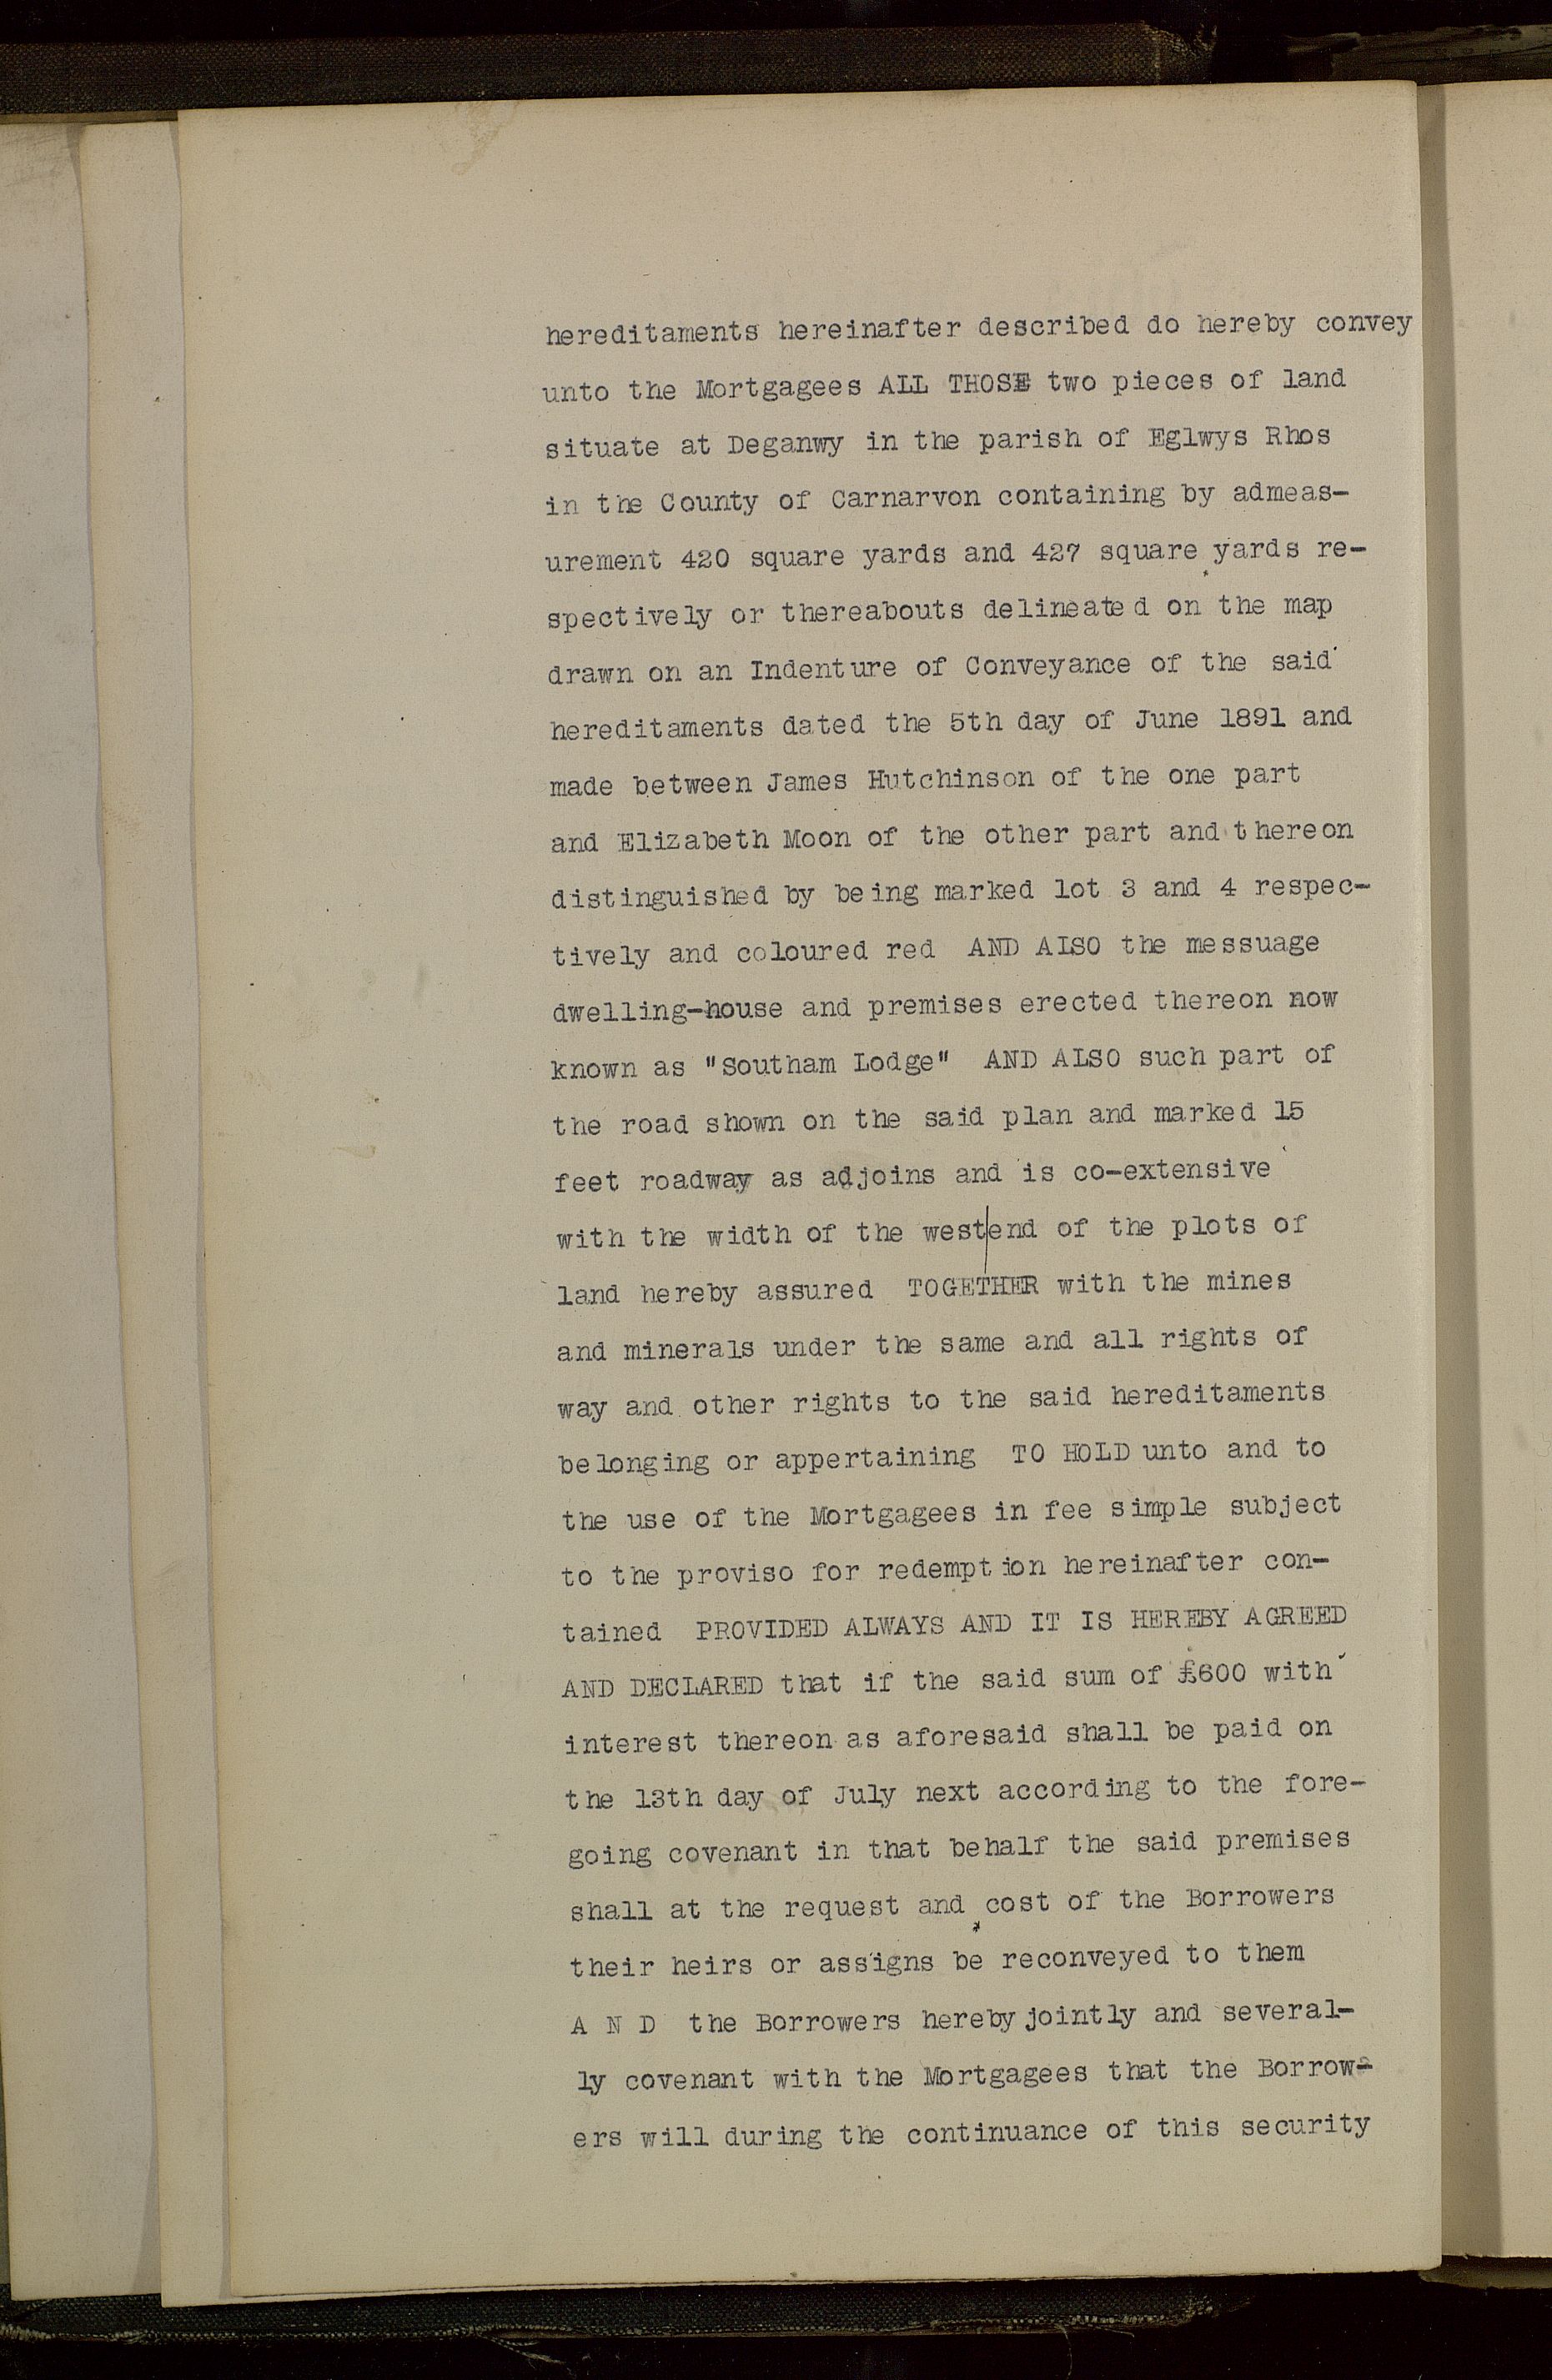 hereditaments hereinafter described do hereby convey
unto the Mortgagees ALL THOSE two pieces of land
situate at Deganwy in the parish of Eglwys Rhos
in the County of Carnarvon containing by admeas-
urement 420 square yards and 427 square yards re-
spectively or thereabouts delineated on the map
drawn on an Indenture of Conveyance of the said
hereditaments dated the 5th day of June 1891 and
made between James Hutchinson of the one part
and Elizabeth Moon of the other part and thereon
distinguished by being marked lot 3 and 4 respec-
tively and coloured red AND ALSO the messuage
dwelling-house and premises erected thereon now
known as "Southam Lodge" AND ALSO such part of
the road shown on the said plan and marked 15
feet roadway as adjoins and is co-extensive
with the width of the west|end of the plots of
land hereby assured TOGETHER with the mines
and minerals under the same and all rights of
way and other rights to the said hereditaments
belonging or appertaining TO HOLD unto and to
the use of the Mortgagees in fee simple subject
to the proviso for redemption hereinafter con-
tained PROVIDED ALWAYS AND IT IS HEREBY AGREED
AND DECLARED that if the said sum of £600 with
interest thereon as aforesaid shall be paid on
the 13th day of July next according to the fore-
going covenant in that behalf the said premises
shall at the request and cost of the Borrowers
their heirs or assigns be reconveyed to them
A N D the Borrowers hereby jointly and several-
ly covenant with the Mortgagees that the Borrow-
ers will during the continuance of this security